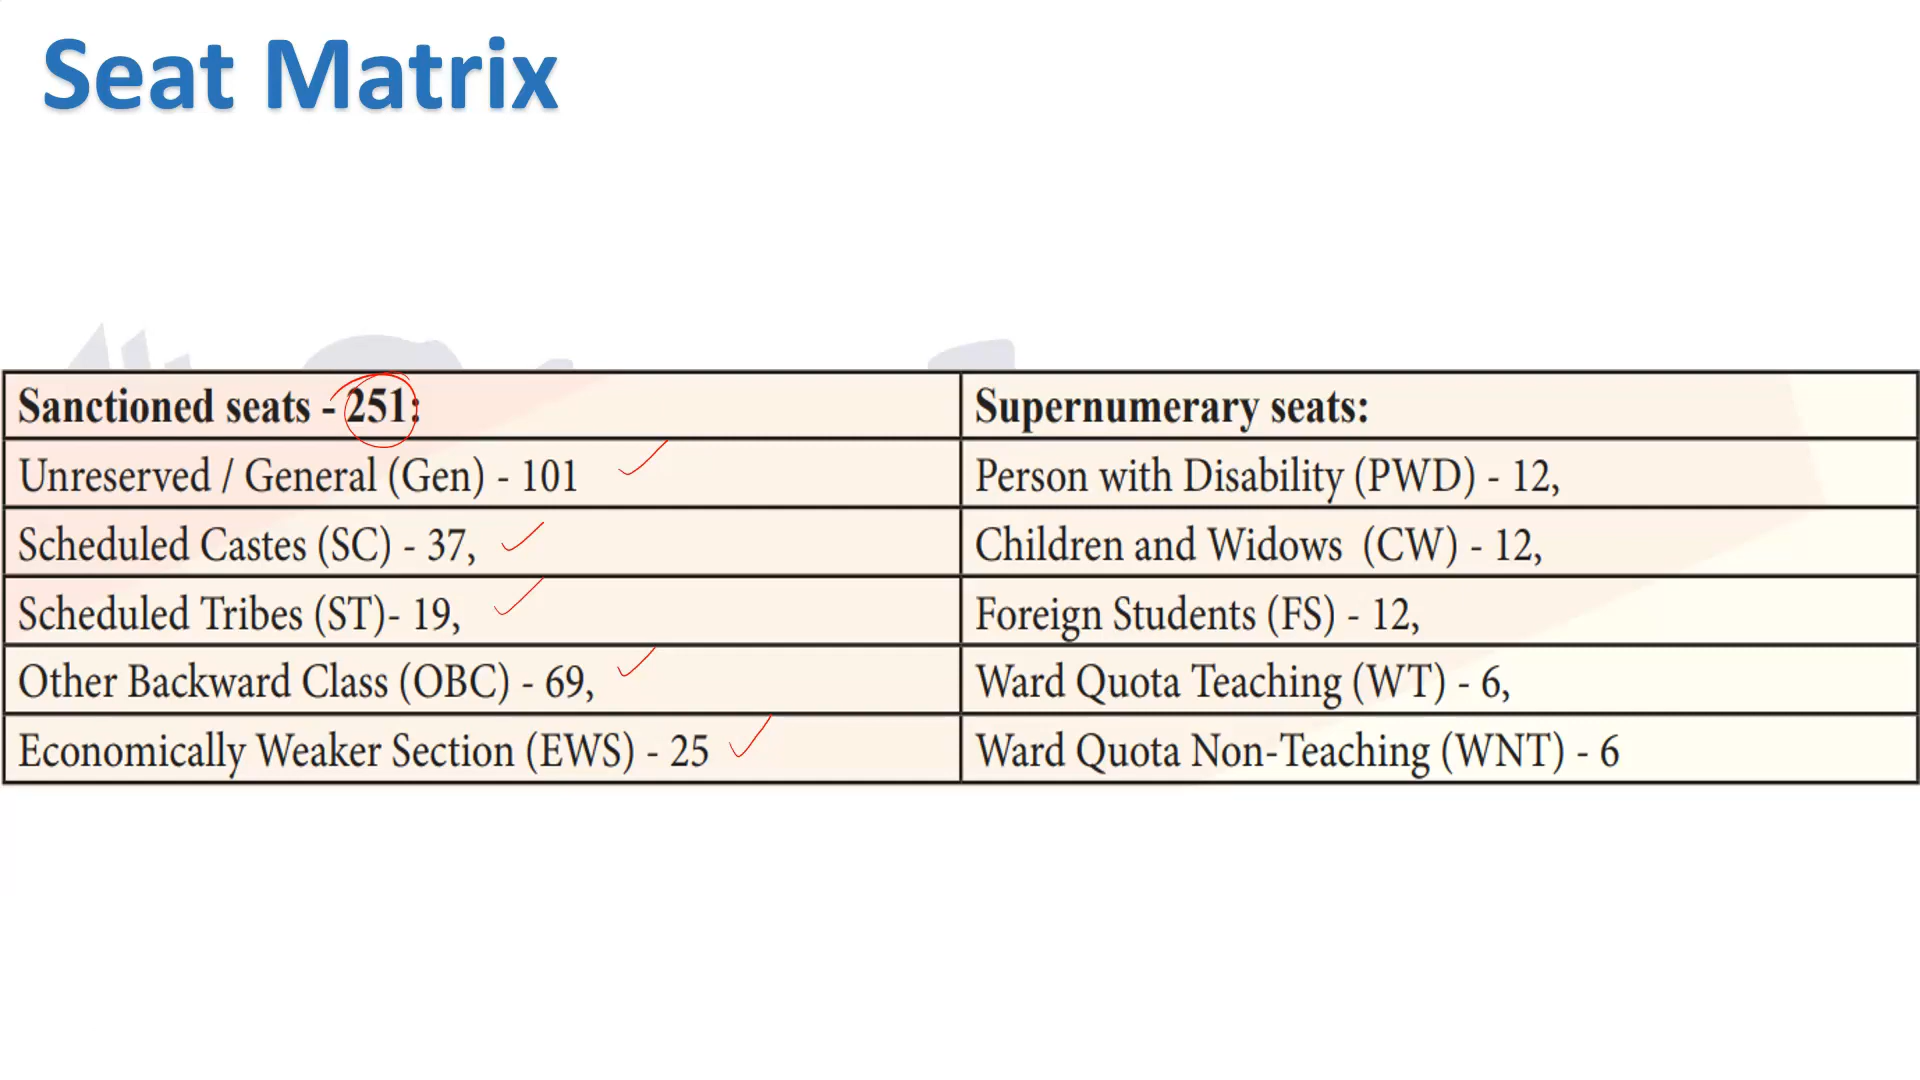 Seat Matrix
Sanctioned seats - 251:
Supernumerary seats:
Unreserved / General (Gen) - 101
Person with Disability (PWD) - 12,
Scheduled Castes (SC) - 37,
Children and Widows (CW) - 12,
Scheduled Tribes (ST)- 19,
Foreign Students (FS) - 12,
Other Backward Class (OBC) - 69,
Ward Quota Teaching (WT) - 6,
Economically Weaker Section (EWS) - 25
Ward Quota Non-Teaching (WNT) - 6